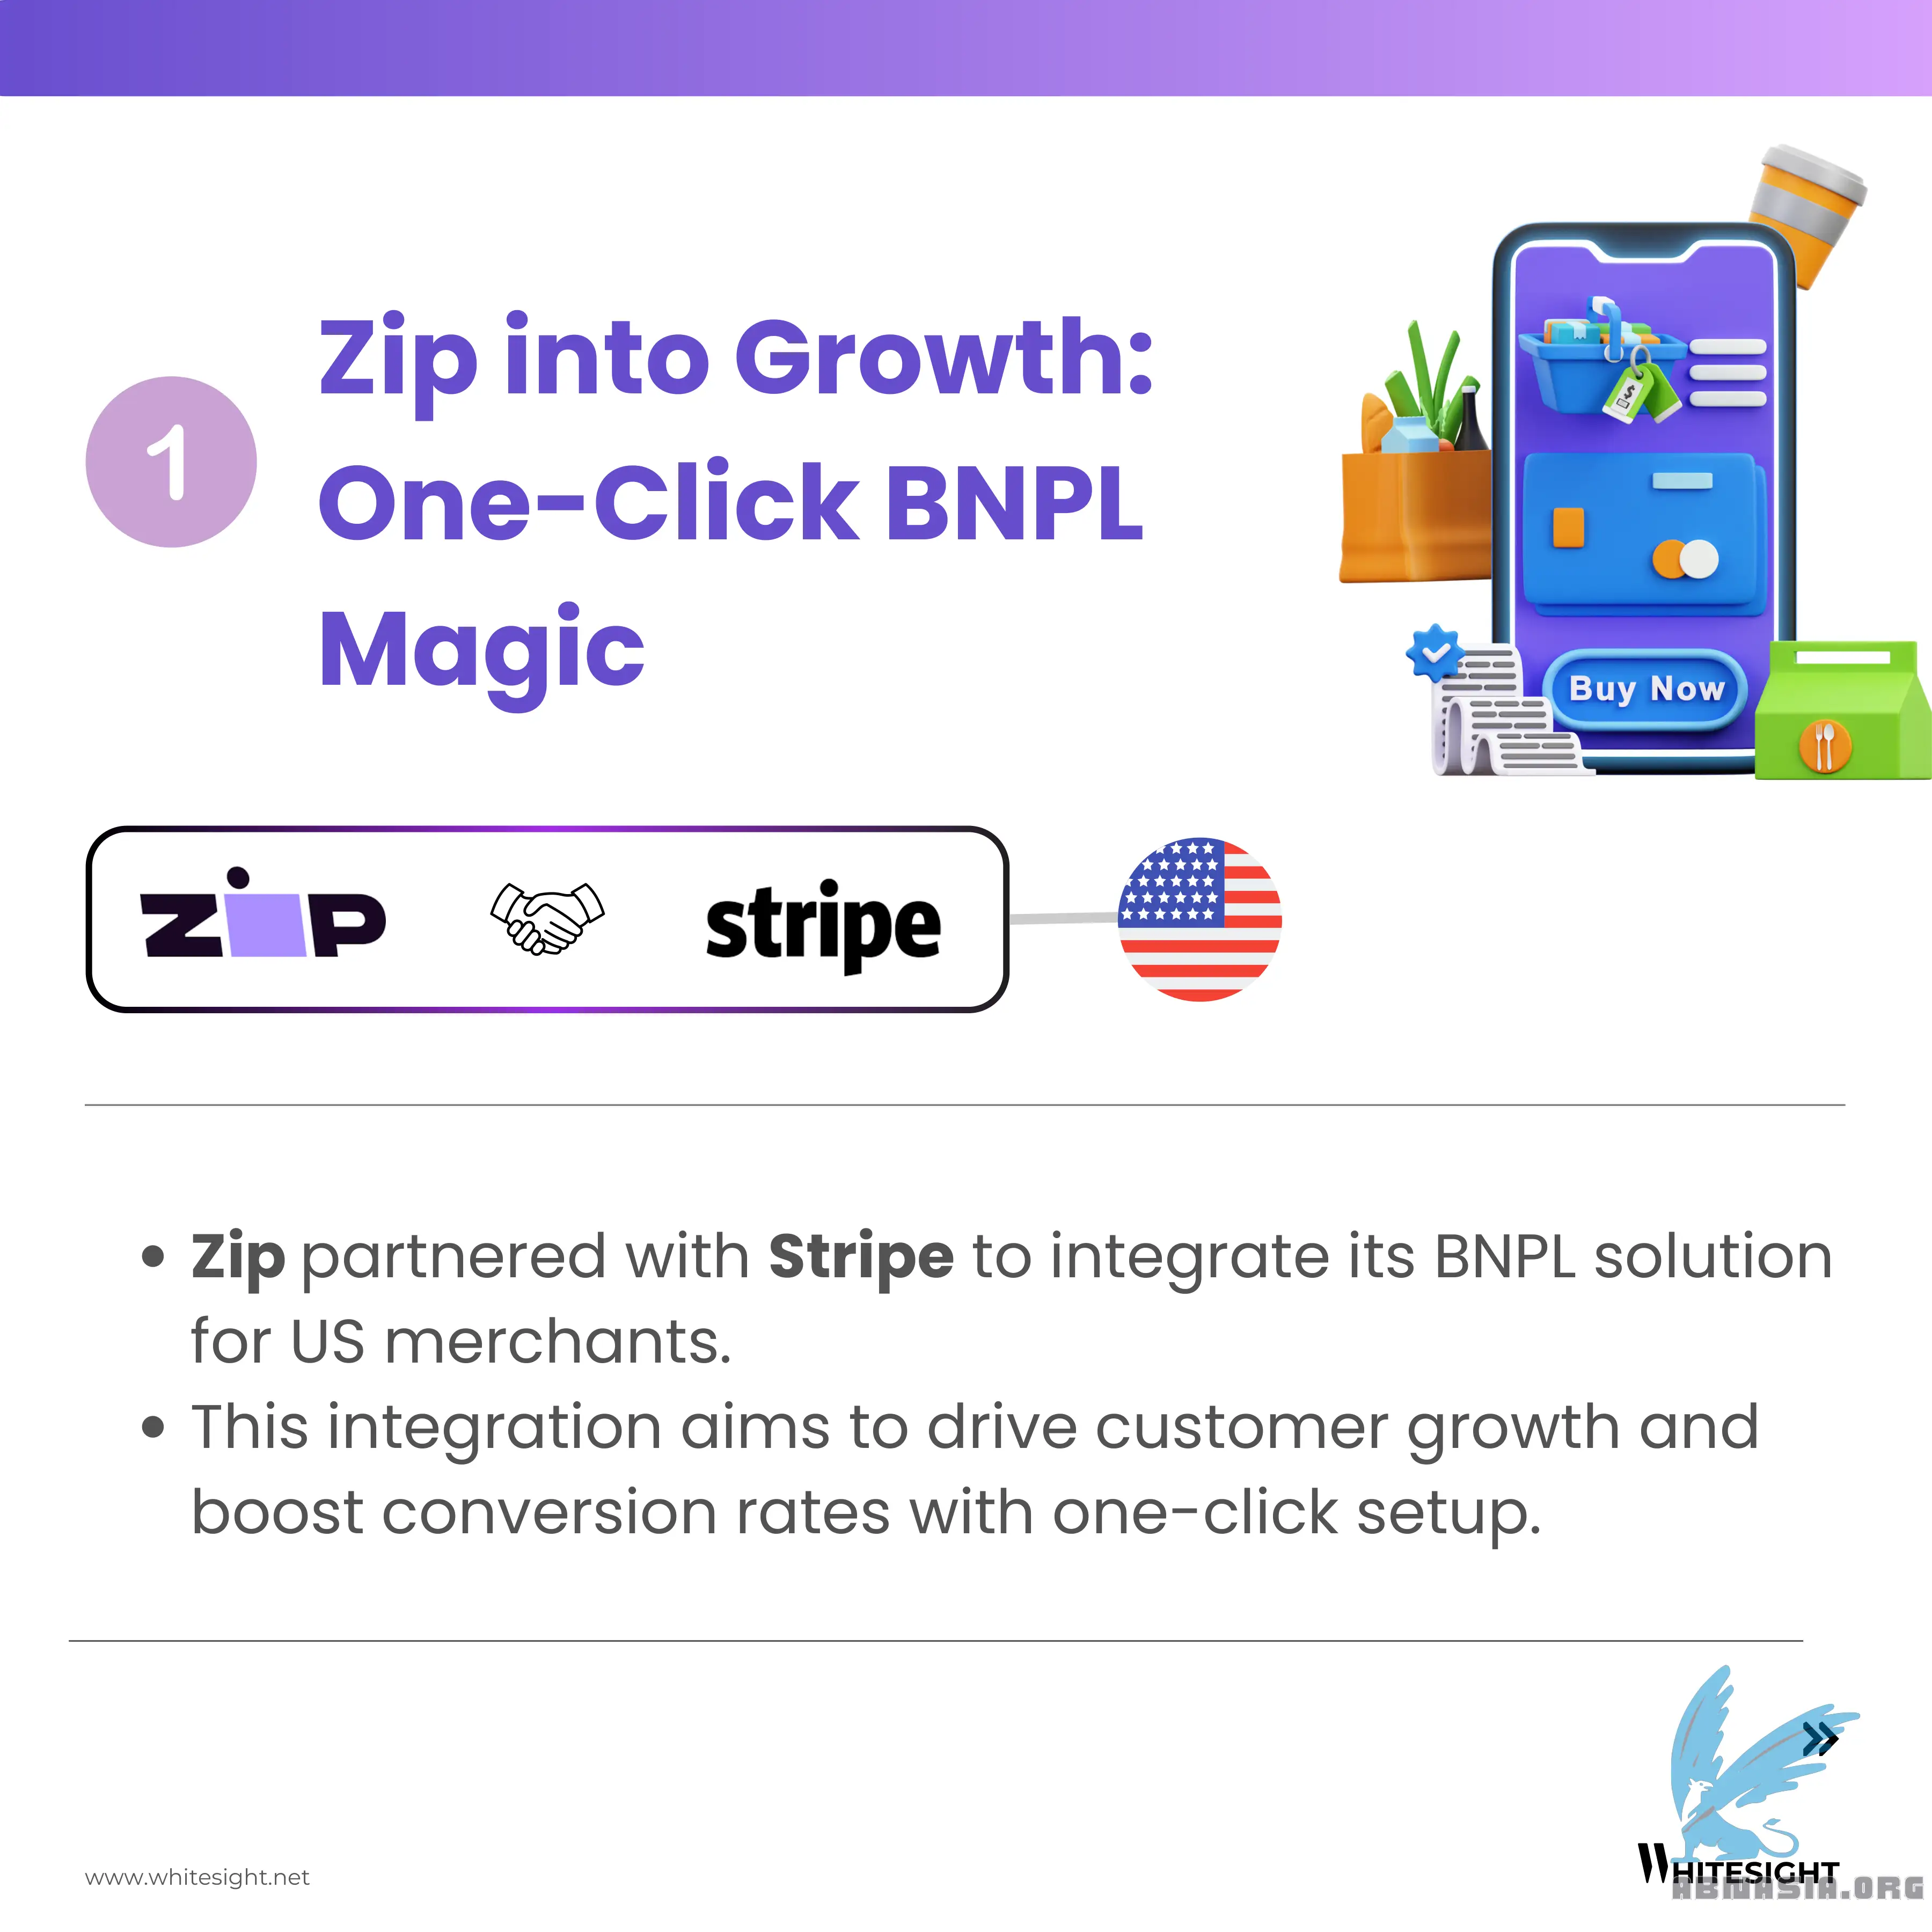 1
Zip into Growth:
One-Click BNPL
Magic
Buy Now
$
zip
stripe
• Zip partnered with Stripe to integrate its BNPL solution
for US merchants.
• This integration aims to drive customer growth and
boost conversion rates with one-click setup.
www.whitesight.net
WHITESIGHT
ABMASIA.ORG